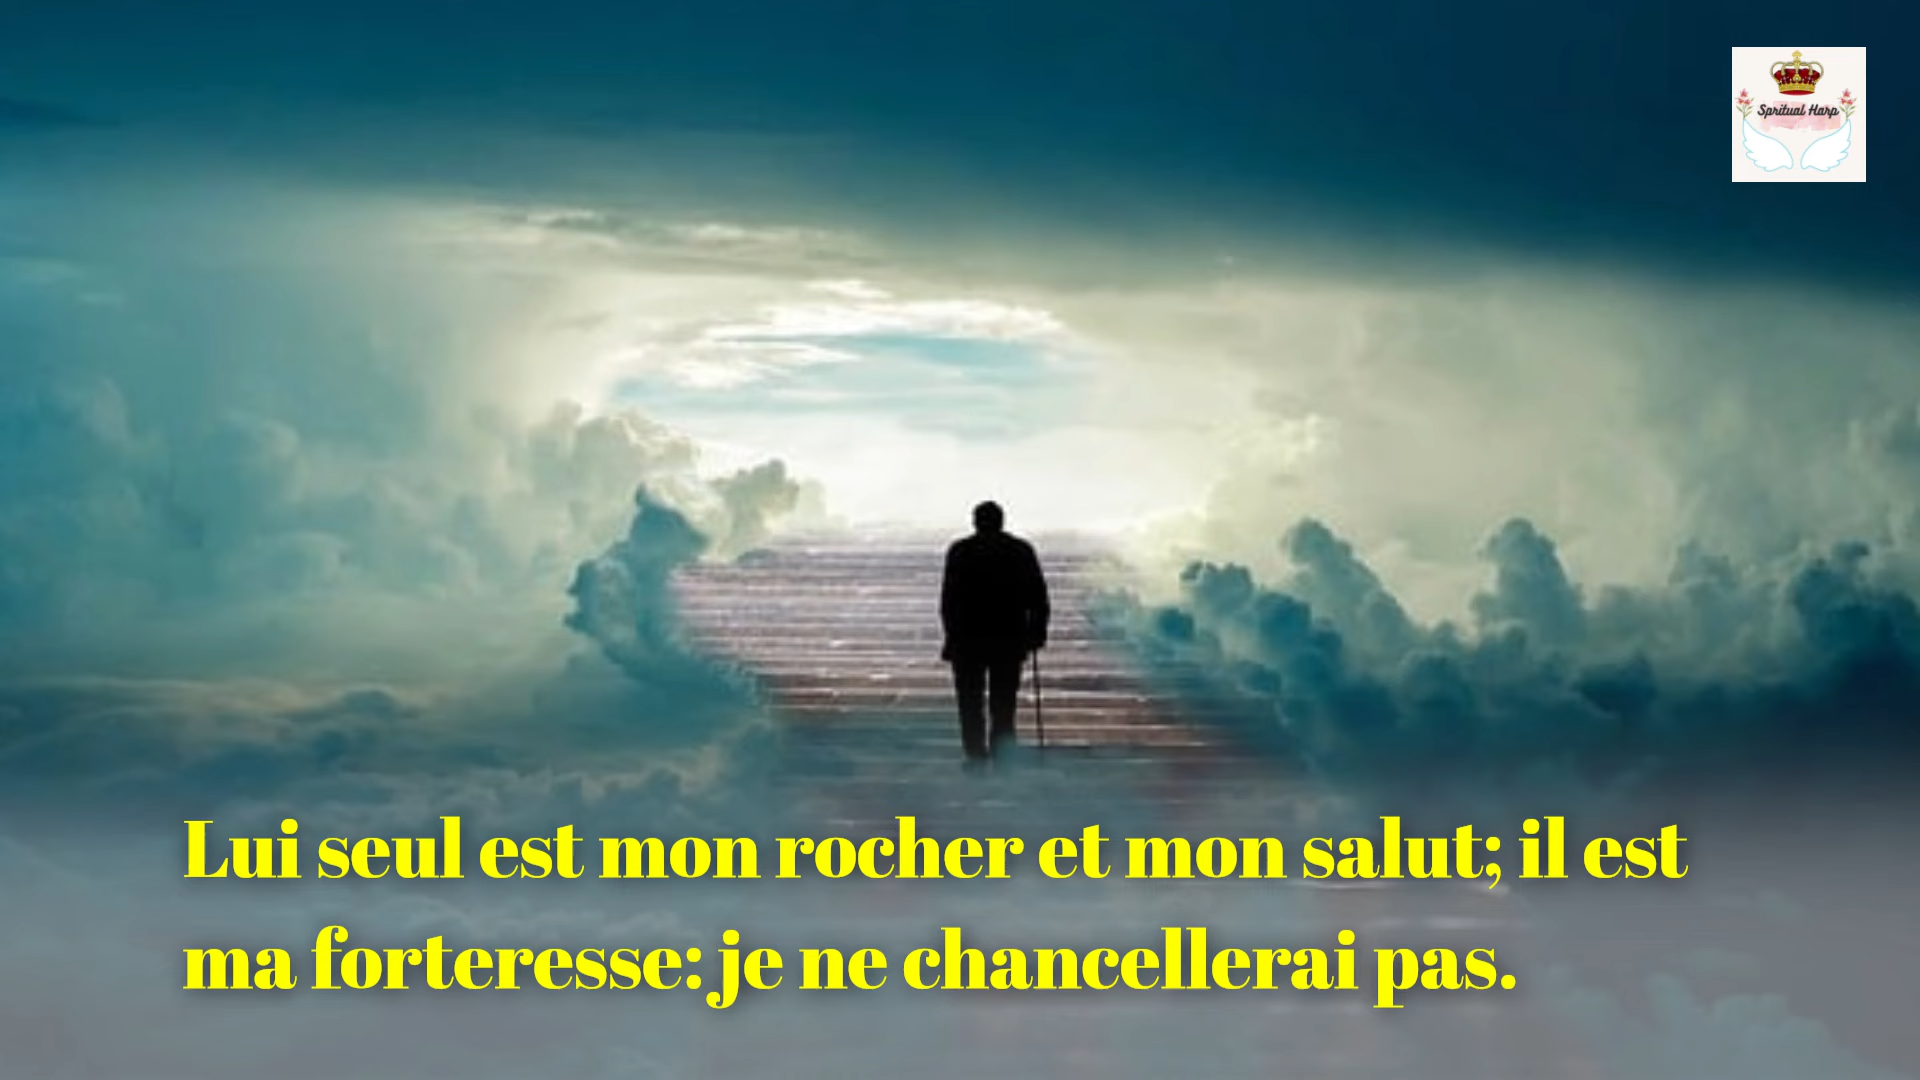 Spritual Harp
Lui seul est mon rocher et mon salut; il est
ma forteresse: je ne chancellerai pas.